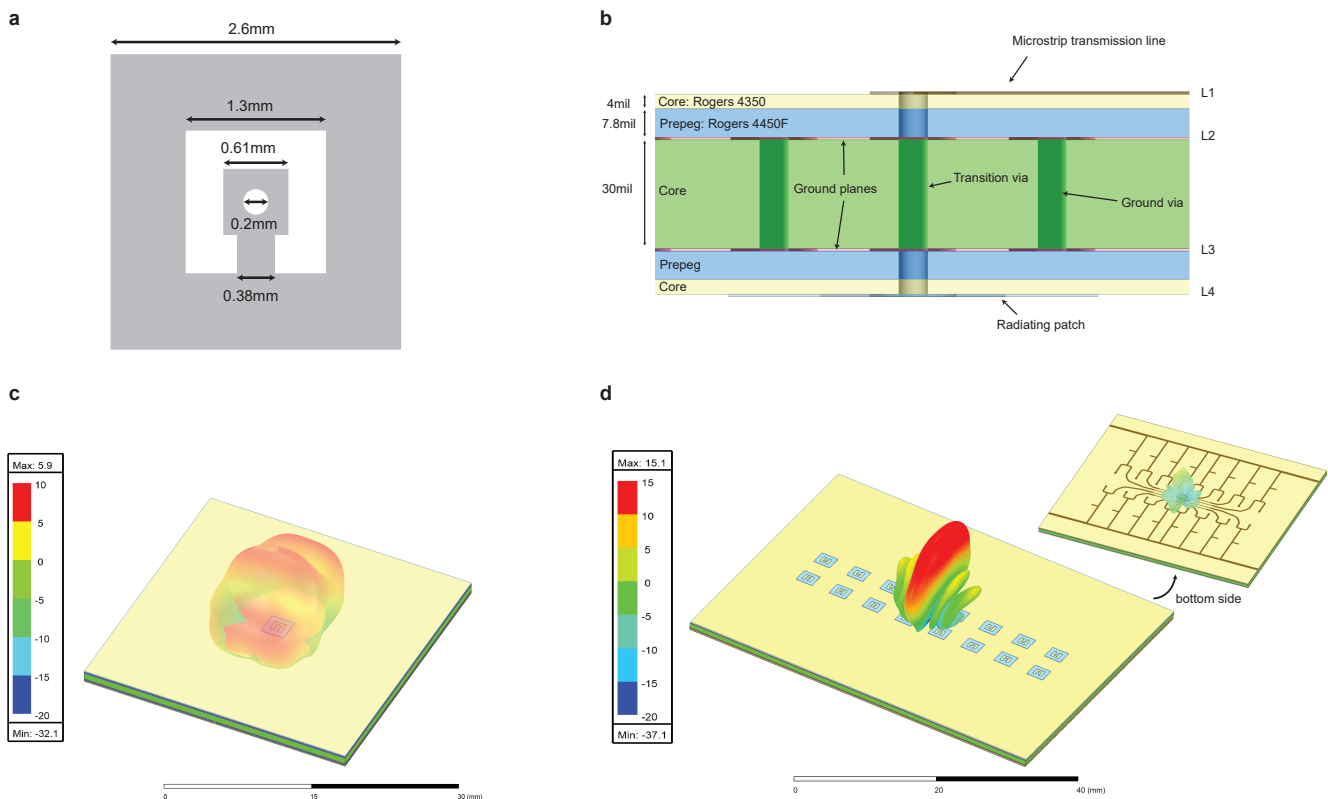 a
2.6mm
1.3mm
0.61mm
0.2mm
0.38mm
b
Microstrip transmission line
L1
4mil
Core: Rogers 4350
7.8mil
Prepeg: Rogers 4450F
L2
30mil
Core
Ground planes
Transition via
Ground via
L3
Prepeg
Core
L4
Radiating patch
c
Max: 5.9
10
5
0
-5
-10
-15
-20
Min: -32.1
0
15
30 (mm)
d
Max: 15.1
15
10
5
0
-5
-10
-15
-20
Min: -37.1
bottom side
0
20
40 (mm)